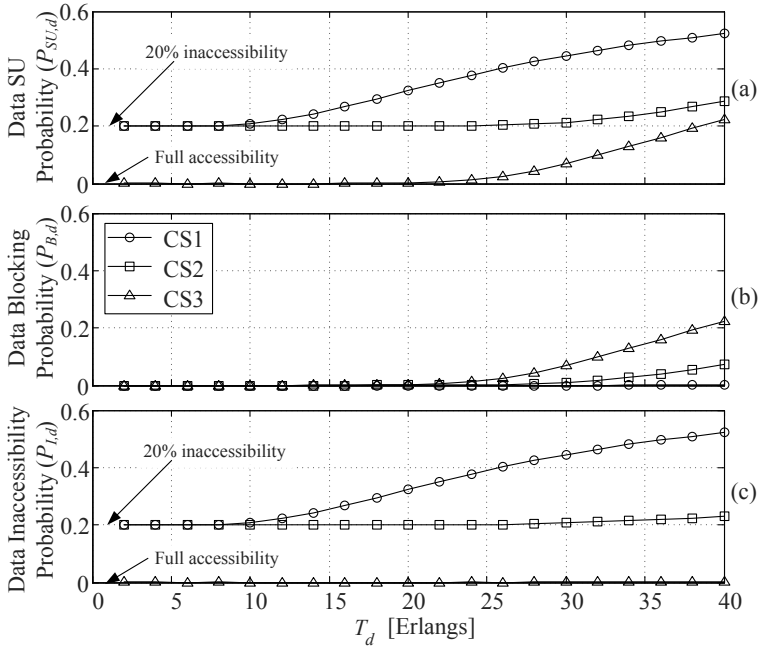 Data SU
Probability (P_{SU,d})
0.6
0.4
0.2
0
20% inaccessibility
Full accessibility
(a)
Data Blocking
Probability (P_{B,d})
0.6
0.4
0.2
0
CS1
CS2
CS3
(b)
Data Inaccessibility
Probability (P_{I,d})
0.6
0.4
0.2
0
20% inaccessibility
Full accessibility
(c)
0 5 10 15 20 25 30 35 40
T_d [Erlangs]